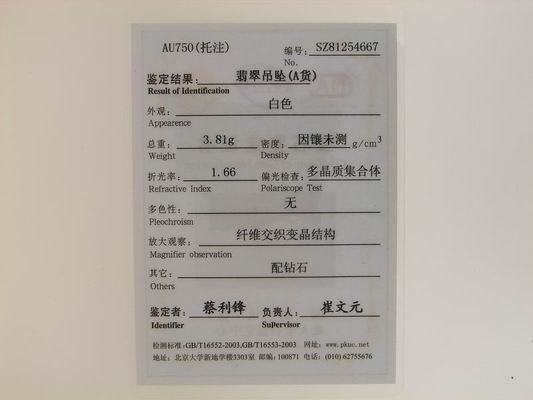 AU750(托注) 编号: SZ81254667
No.
鉴定结果: 翡翠吊坠(A货)
Result of Identification
外观: 白色
Appearence
总重: 3.81g 密度: 因镶未测 g/cm³
Weight Density
折光率: 1.66 偏光检查: 多晶质集合体
Refractive Index Polariscope Test
多色性: 无
Pleochroism
放大观察: 纤维交织变晶结构
Magnifier observation
其它: 配钻石
Others
鉴定者: 蔡利锋 负责人: 崔文元
Identifier Supervisor
检测标准:GB/T16552-2003,GB/T16553-2003 网址: www.pkuc.net
地址: 北京大学新地学楼3303室 邮编:100871 电话: (010) 62755676